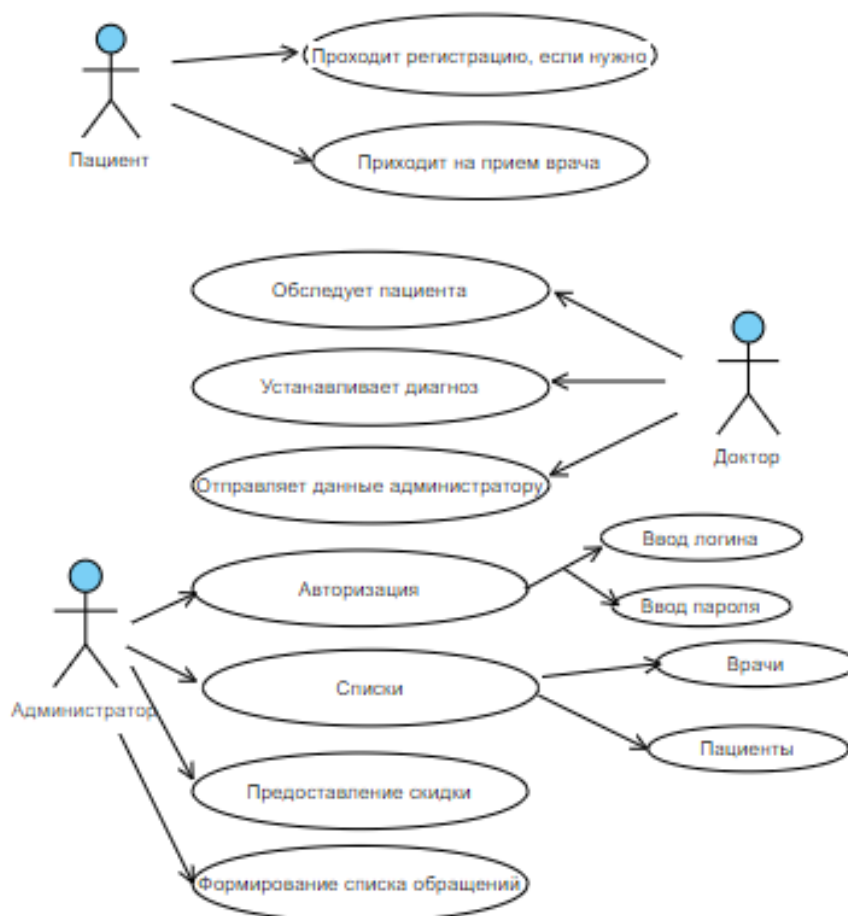 Проходит регистрацию, если нужно
Пациент
Приходит на прием врача
Обследует пациента
Устанавливает диагноз
Доктор
Отправляет данные администратору
Ввод логина
Авторизация
Ввод пароля
Врачи
Списки
Администратор
Пациенты
Предоставление скидки
Формирование списка обращений